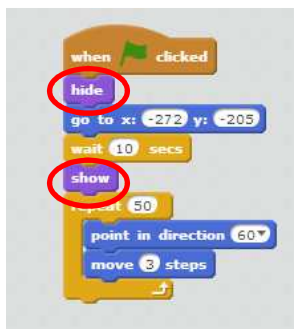 when clicked
hide
go to x: -272 y: -205
wait 10 secs
show
repeat 50
point in direction 60
move 3 steps